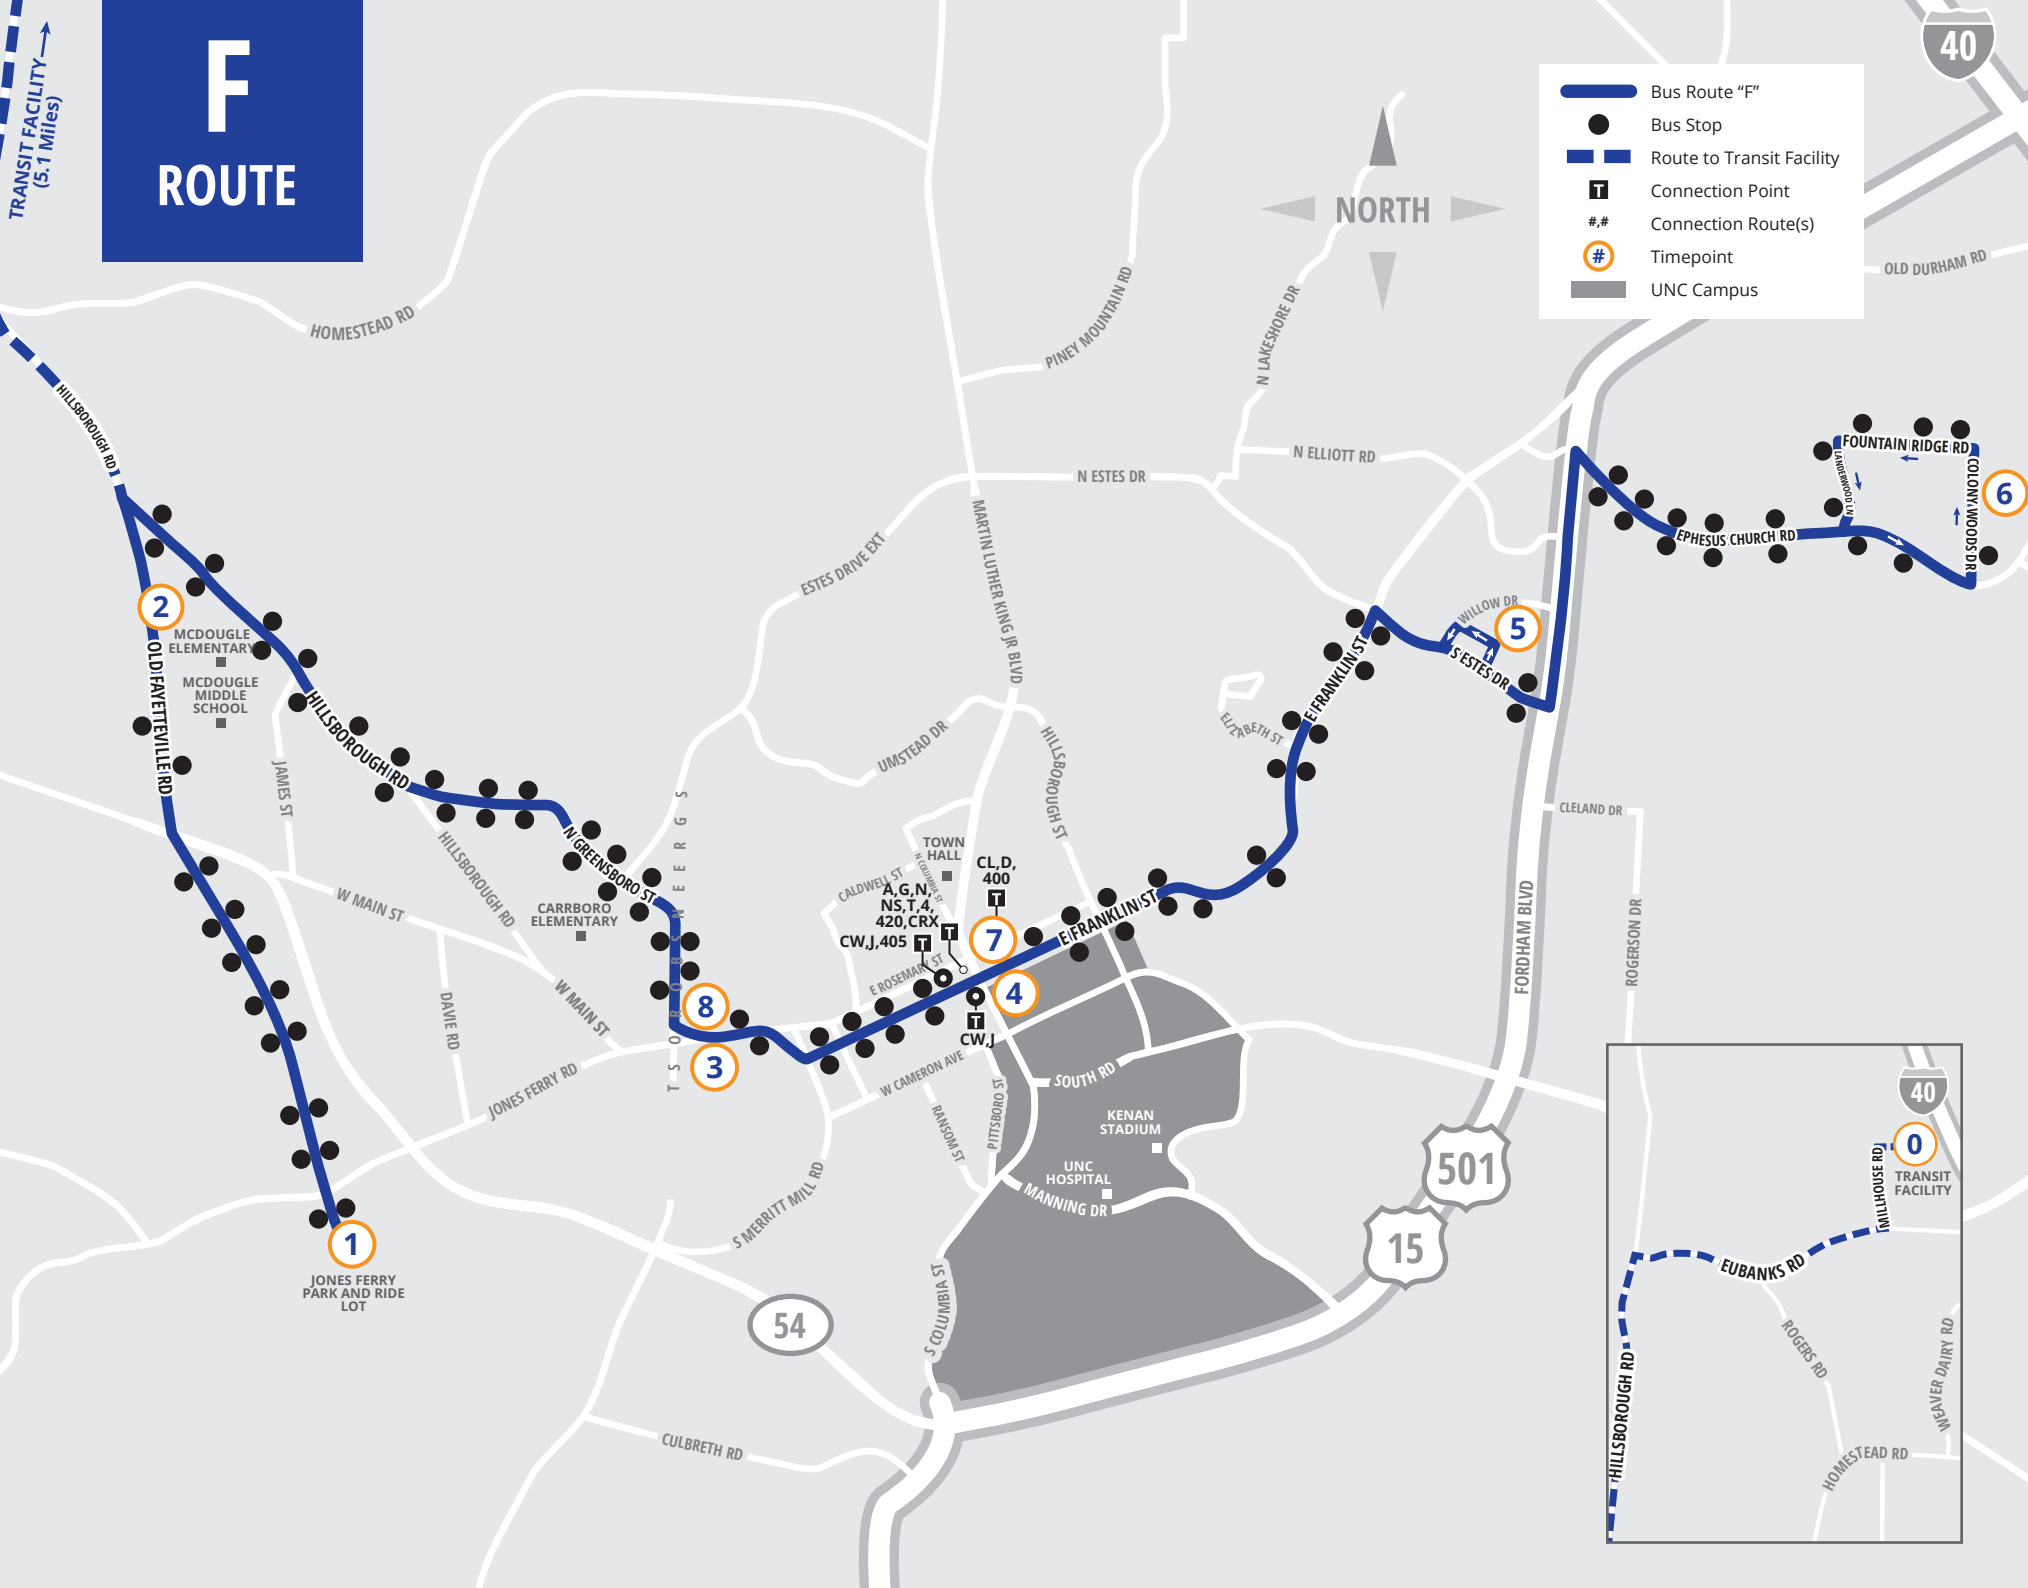 F
ROUTE
TRANSIT FACILITY
(5.1 Miles)
40
Bus Route “F”
Bus Stop
Route to Transit Facility
T
Connection Point
#,#
Connection Route(s)
#
Timepoint
UNC Campus
NORTH
OLD DURHAM RD
HOMESTEAD RD
PINEY MOUNTAIN RD
N LAKESHORE DR
HILLSBOROUGH RD
N ELLIOTT RD
N ESTES DR
FOUNTAIN RIDGE RD
LANDERWOOD LN
COLONY WOODS DR
6
EPHESUS CHURCH RD
MARTIN LUTHER KING JR BLVD
ESTES DRIVE EXT
2
MCDOUGLE
ELEMENTARY
MCDOUGLE
MIDDLE
SCHOOL
OLD FAYETTEVILLE RD
HILLSBOROUGH RD
WILLOW DR
5
S ESTES DR
E FRANKLIN ST
ELIZABETH ST
UMSTEAD DR
HILLSBOROUGH ST
JAMES ST
CLELAND DR
N GREENSBORO ST
HILLSBOROUGH RD
TOWN
HALL
N COLUMBIA ST
CALDWELL ST
CL,D,
400
T
A,G,N,
NS,T,4,
420,CRX
T
CW,J,405
T
W MAIN ST
CARRBORO
ELEMENTARY
S GREENSBORO ST
7
E FRANKLIN ST
FORDHAM BLVD
ROGERSON DR
E ROSEMARY ST
4
T
CW,J
8
3
DAVIE RD
W MAIN ST
JONES FERRY RD
W CAMERON AVE
SOUTH RD
RANSOM ST
PITTSBORO ST
KENAN
STADIUM
UNC
HOSPITAL
MANNING DR
501
15
S MERRITT MILL RD
1
JONES FERRY
PARK AND RIDE
LOT
54
S COLUMBIA ST
CULBRETH RD
40
0
TRANSIT
FACILITY
MILLHOUSE RD
EUBANKS RD
ROGERS RD
WEAVER DAIRY RD
HILLSBOROUGH RD
HOMESTEAD RD